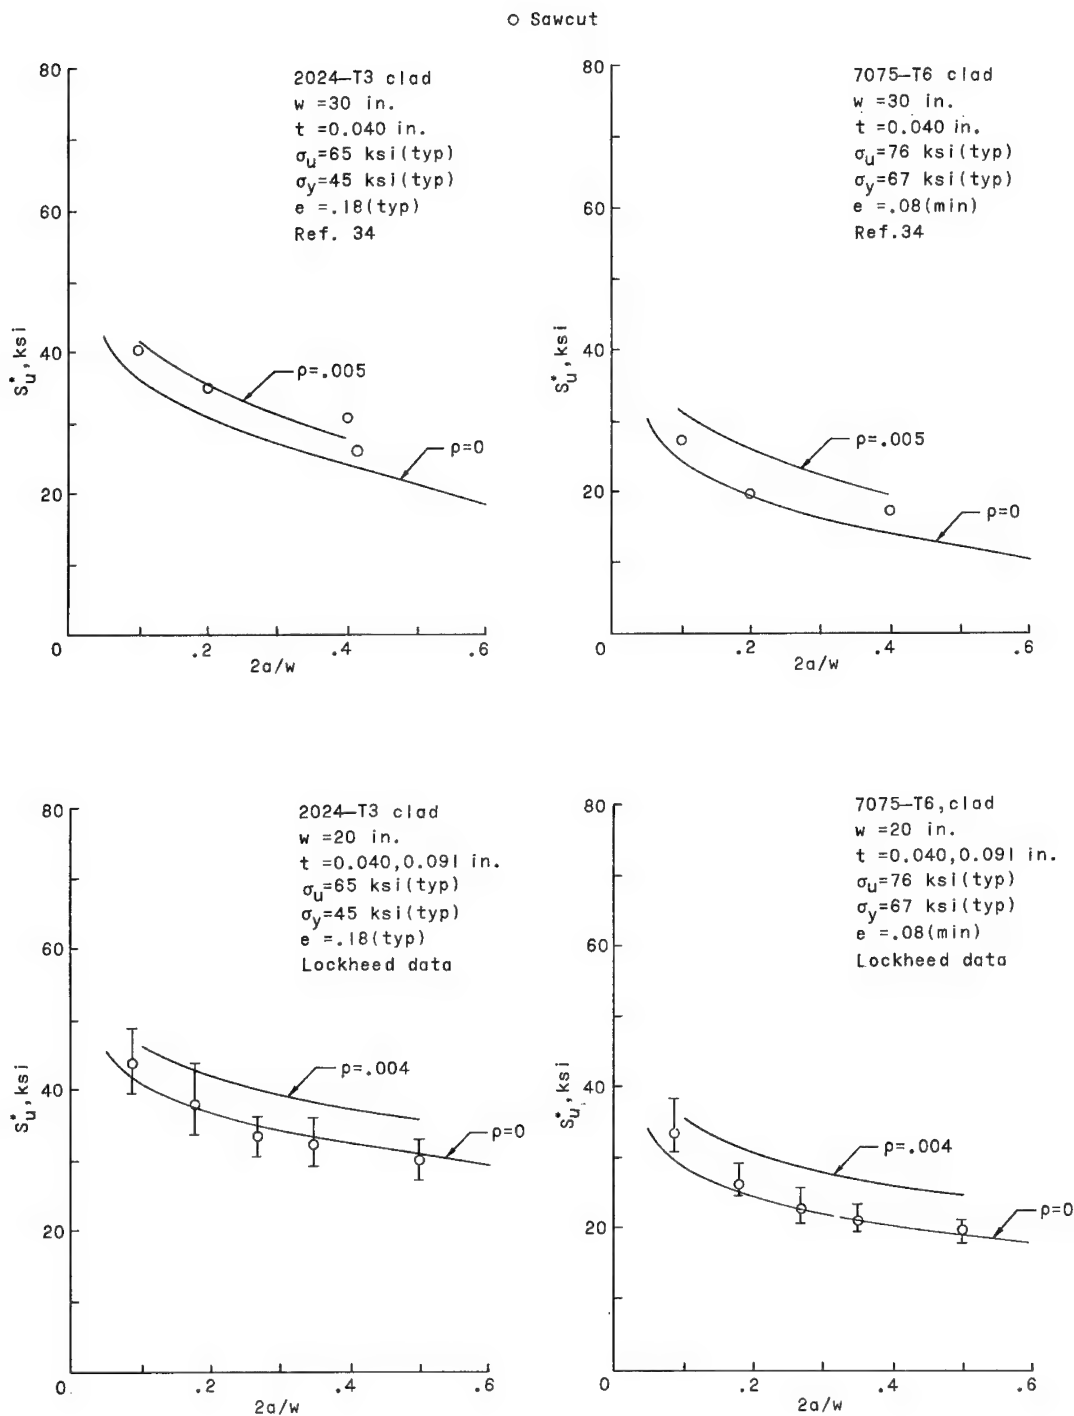 ○ Sawcut
80
60
40
20
0
.2
.4
.6
S*u, ksi
2a/w
2024—T3 clad
w =30 in.
t =0.040 in.
σu=65 ksi(typ)
σy=45 ksi(typ)
e =.18(typ)
Ref. 34
ρ=.005
ρ=0
80
60
40
20
0
.2
.4
.6
S*u, ksi
2a/w
7075—T6 clad
w =30 in.
t =0.040 in.
σu=76 ksi(typ)
σy=67 ksi(typ)
e =.08(min)
Ref.34
ρ=.005
ρ=0
80
60
40
20
0
.2
.4
.6
S*u, ksi
2a/w
2024—T3 clad
w =20 in.
t =0.040,0.091 in.
σu=65 ksi(typ)
σy=45 ksi(typ)
e =.18(typ)
Lockheed data
ρ=.004
ρ=0
80
60
40
20
0
.2
.4
.6
S*u, ksi
2a/w
7075—T6,clad
w =20 in.
t =0.040,0.091 in.
σu=76 ksi(typ)
σy=67 ksi(typ)
e =.08(min)
Lockheed data
ρ=.004
ρ=0